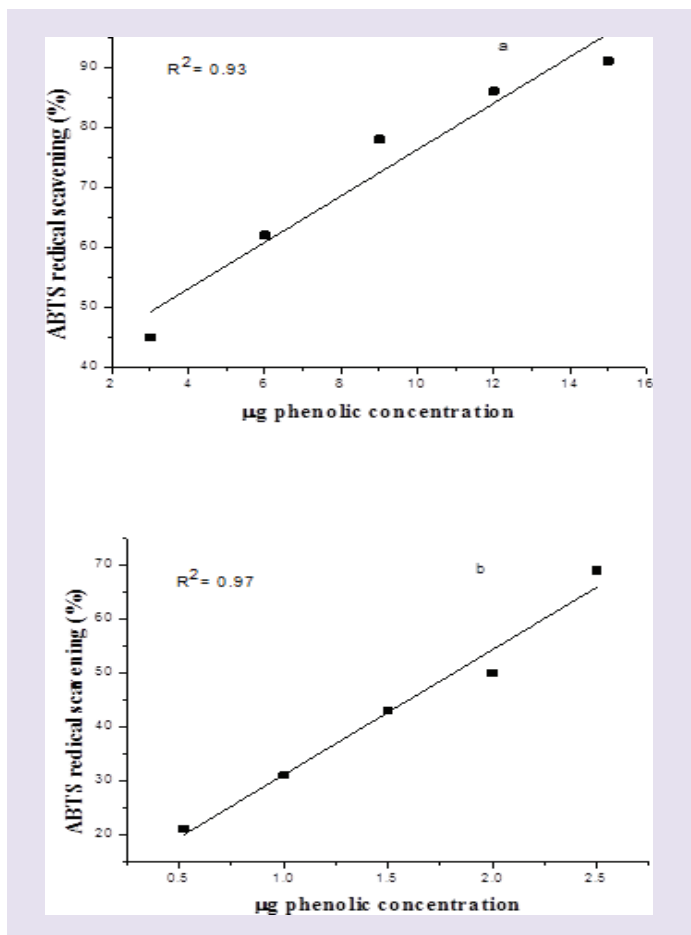 a
R2= 0.93
90
80
70
60
50
40
ABTS redical scavening (%)
2 4 6 8 10 12 14 16
µg phenolic concentration
b
R2= 0.97
70
60
50
40
30
20
ABTS redical scavening (%)
0.5 1.0 1.5 2.0 2.5
µg phenolic concentration